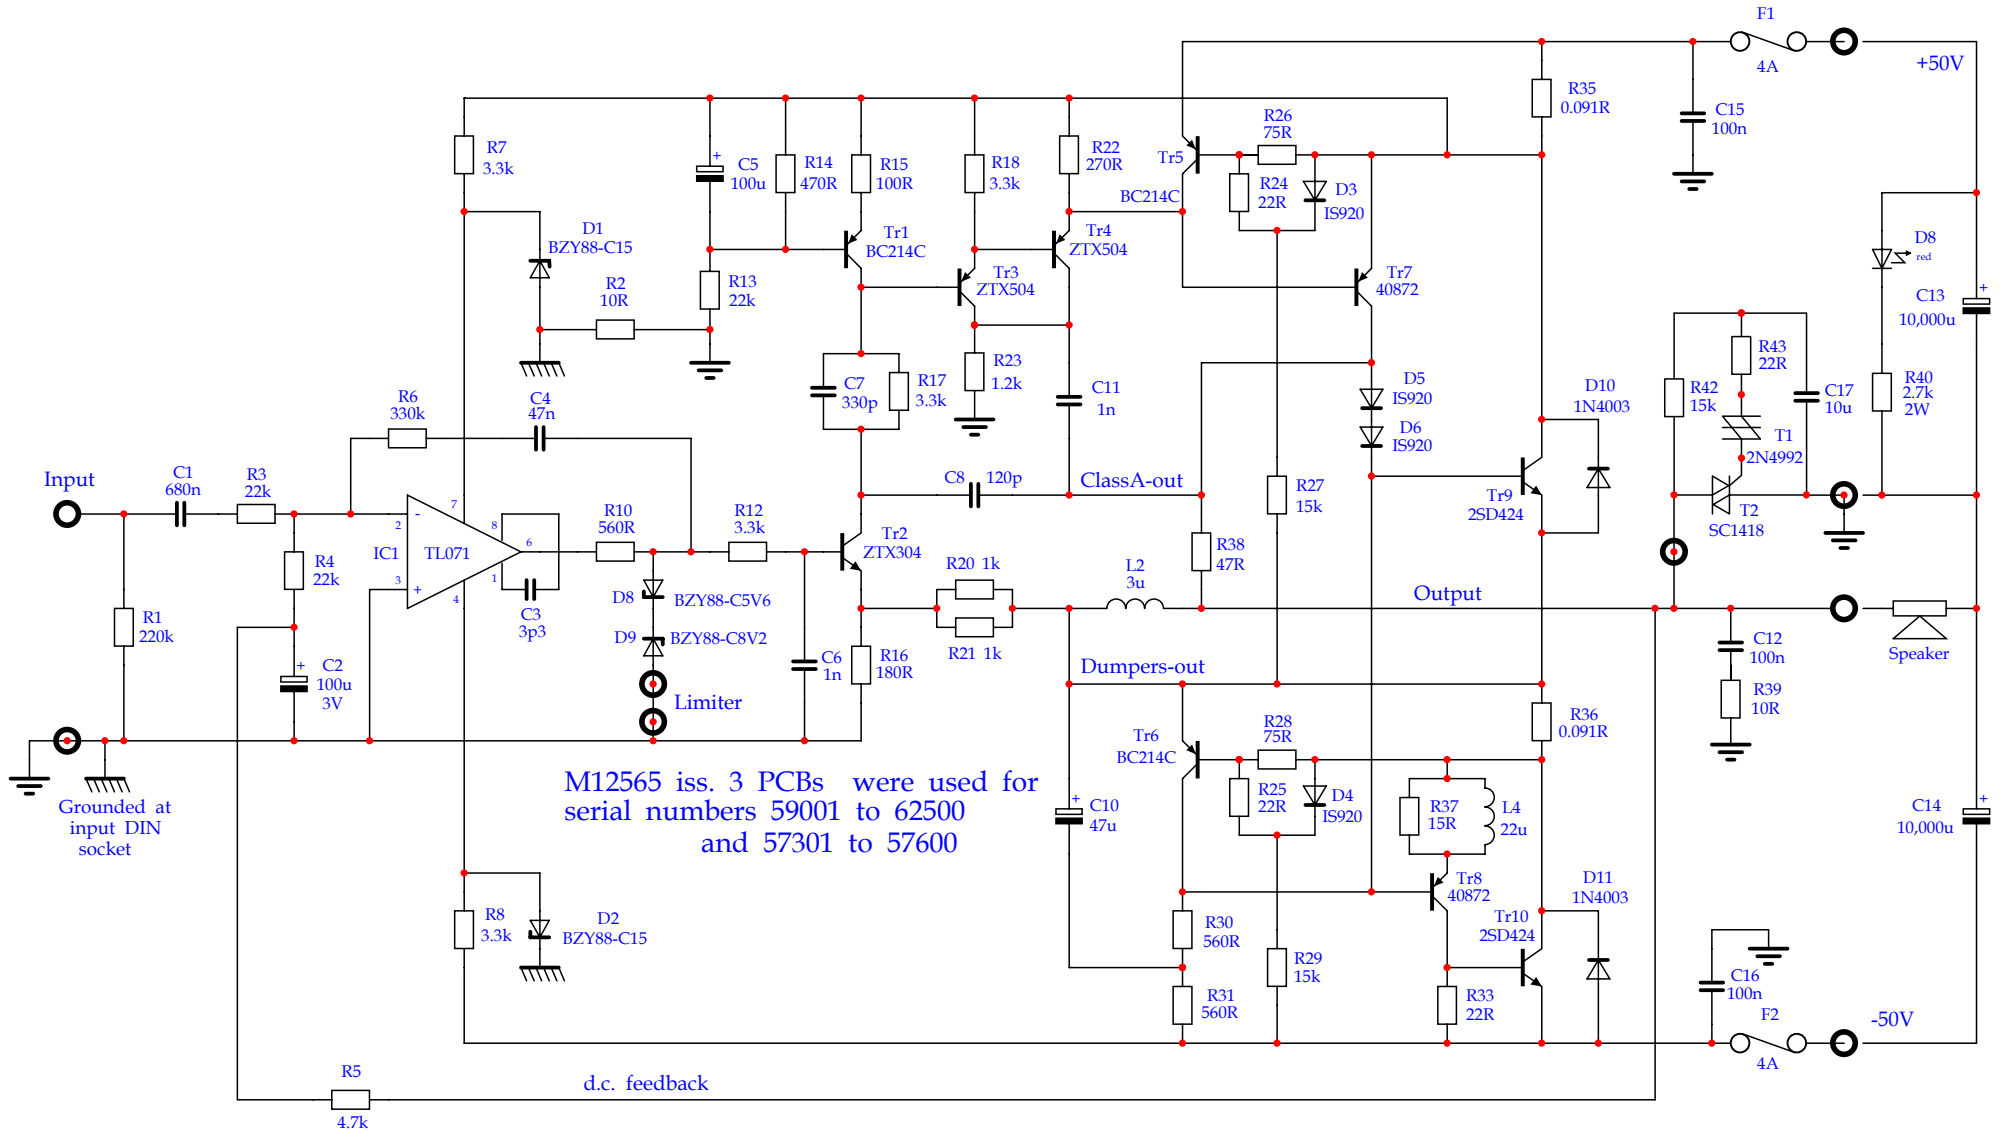 F1
4A
+50V
R35
0.091R
C15
100n
R26
75R
Tr5
BC214C
R24
22R
D3
IS920
R7
3.3k
C5
+
100u
R14
470R
R15
100R
R18
3.3k
R22
270R
D1
BZY88-C15
R2
10R
R13
22k
Tr1
BC214C
Tr3
ZTX504
Tr4
ZTX504
Tr7
40872
D8
red
C13
+
10,000u
R43
22R
R42
15k
C17
10u
R40
2.7k
2W
T1
2N4992
T2
SC1418
D10
1N4003
D5
IS920
D6
IS920
R23
1.2k
C11
1n
C7
330p
R17
3.3k
R6
330k
C4
47n
Input
C1
680n
R3
22k
IC1
TL071
-
+
2
3
7
4
8
6
1
C3
3p3
R10
560R
R12
3.3k
C8
120p
ClassA-out
R27
15k
Tr9
2SD424
Tr2
ZTX304
R4
22k
R1
220k
D8
BZY88-C5V6
D9
BZY88-C8V2
R20 1k
R21 1k
L2
3u
R38
47R
Output
C2
+
100u
3V
Limiter
C6
1n
R16
180R
Dumpers-out
C12
100n
R39
10R
Speaker
Tr6
BC214C
R28
75R
R36
0.091R
R25
22R
D4
IS920
R37
15R
L4
22u
C10
+
47u
C14
+
10,000u
Grounded at
input DIN
socket
M12565 iss. 3 PCBs were used for
serial numbers 59001 to 62500
and 57301 to 57600
Tr8
40872
D11
1N4003
Tr10
2SD424
R8
3.3k
D2
BZY88-C15
R30
560R
R31
560R
R29
15k
R33
22R
C16
100n
F2
4A
-50V
R5
4.7k
d.c. feedback